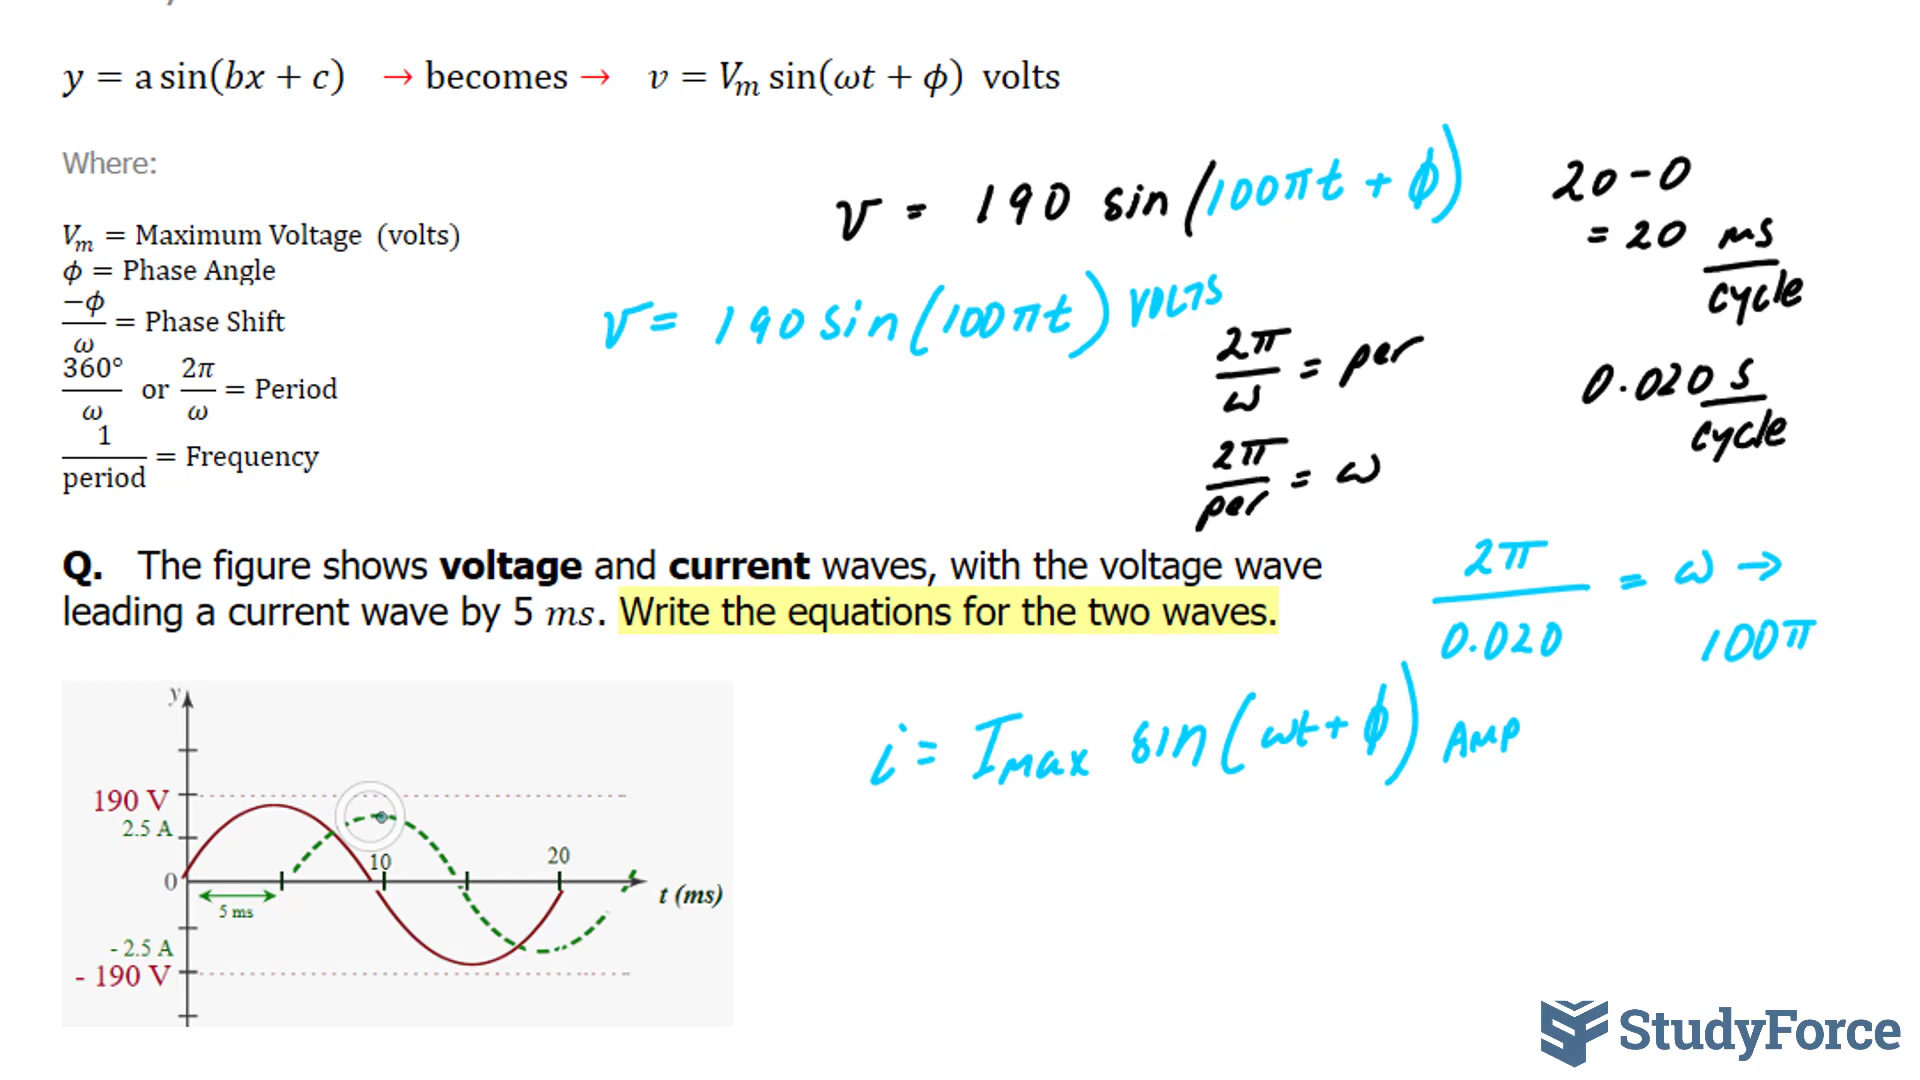 y = a sin(bx + c) → becomes → v = Vₘ sin(ωt + ϕ) volts
Where:
Vₘ = Maximum Voltage (volts)
ϕ = Phase Angle
−ϕ/ω = Phase Shift
360°/ω or 2π/ω = Period
1/period = Frequency
v = 190 sin(100πt + ϕ)
v = 190 sin(100πt) VOLTS
20-0
= 20 ms/cycle
0.020 s/cycle
2π/ω = per
2π/per = ω
Q. The figure shows voltage and current waves, with the voltage wave
leading a current wave by 5 ms. Write the equations for the two waves.
2π/0.020 = ω →
100π
i = Imax sin(ωt + ϕ) AMP
y
190 V
2.5 A
10
20
0
t (ms)
5 ms
- 2.5 A
- 190 V
StudyForce